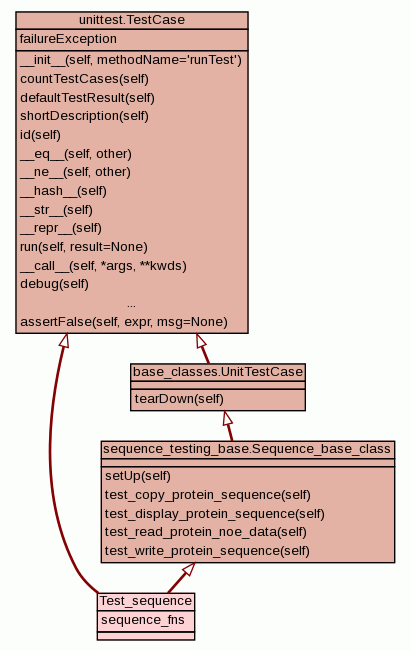 unittest.TestCase
failureException
__init__(self, methodName='runTest')
countTestCases(self)
defaultTestResult(self)
shortDescription(self)
id(self)
__eq__(self, other)
__ne__(self, other)
__hash__(self)
__str__(self)
__repr__(self)
run(self, result=None)
__call__(self, *args, **kwds)
debug(self)
...
assertFalse(self, expr, msg=None)
base_classes.UnitTestCase
tearDown(self)
sequence_testing_base.Sequence_base_class
setUp(self)
test_copy_protein_sequence(self)
test_display_protein_sequence(self)
test_read_protein_noe_data(self)
test_write_protein_sequence(self)
Test_sequence
sequence_fns